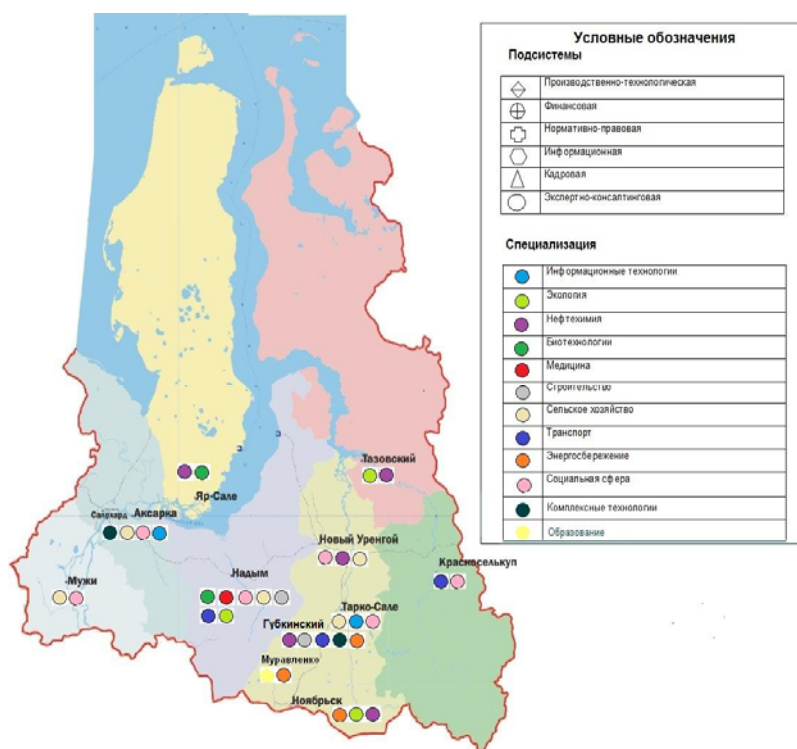 Условные обозначения
Подсистемы
Производственно-технологическая
Финансовая
Нормативно-правовая
Информационная
Кадровая
Экспертно-консалтинговая
Специализация
Информационные технологии
Экология
Нефтехимия
Биотехнологии
Медицина
Строительство
Сельское хозяйство
Транспорт
Энергосбережение
Социальная сфера
Комплексные технологии
Образование
Тазовский
Яр-Сале
Салехард Аксарка
Новый Уренгой
Красноселькуп
Мужи
Надым
Тарко-Сале
Губкинский
Муравленко
Ноябрьск